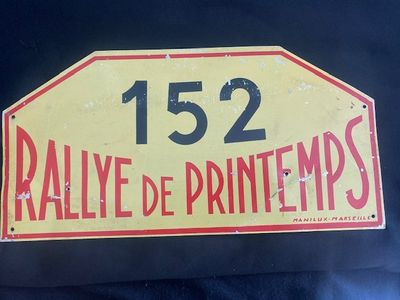 152
RALLYE DE PRINTEMPS
MANILUX-MARSEILLE